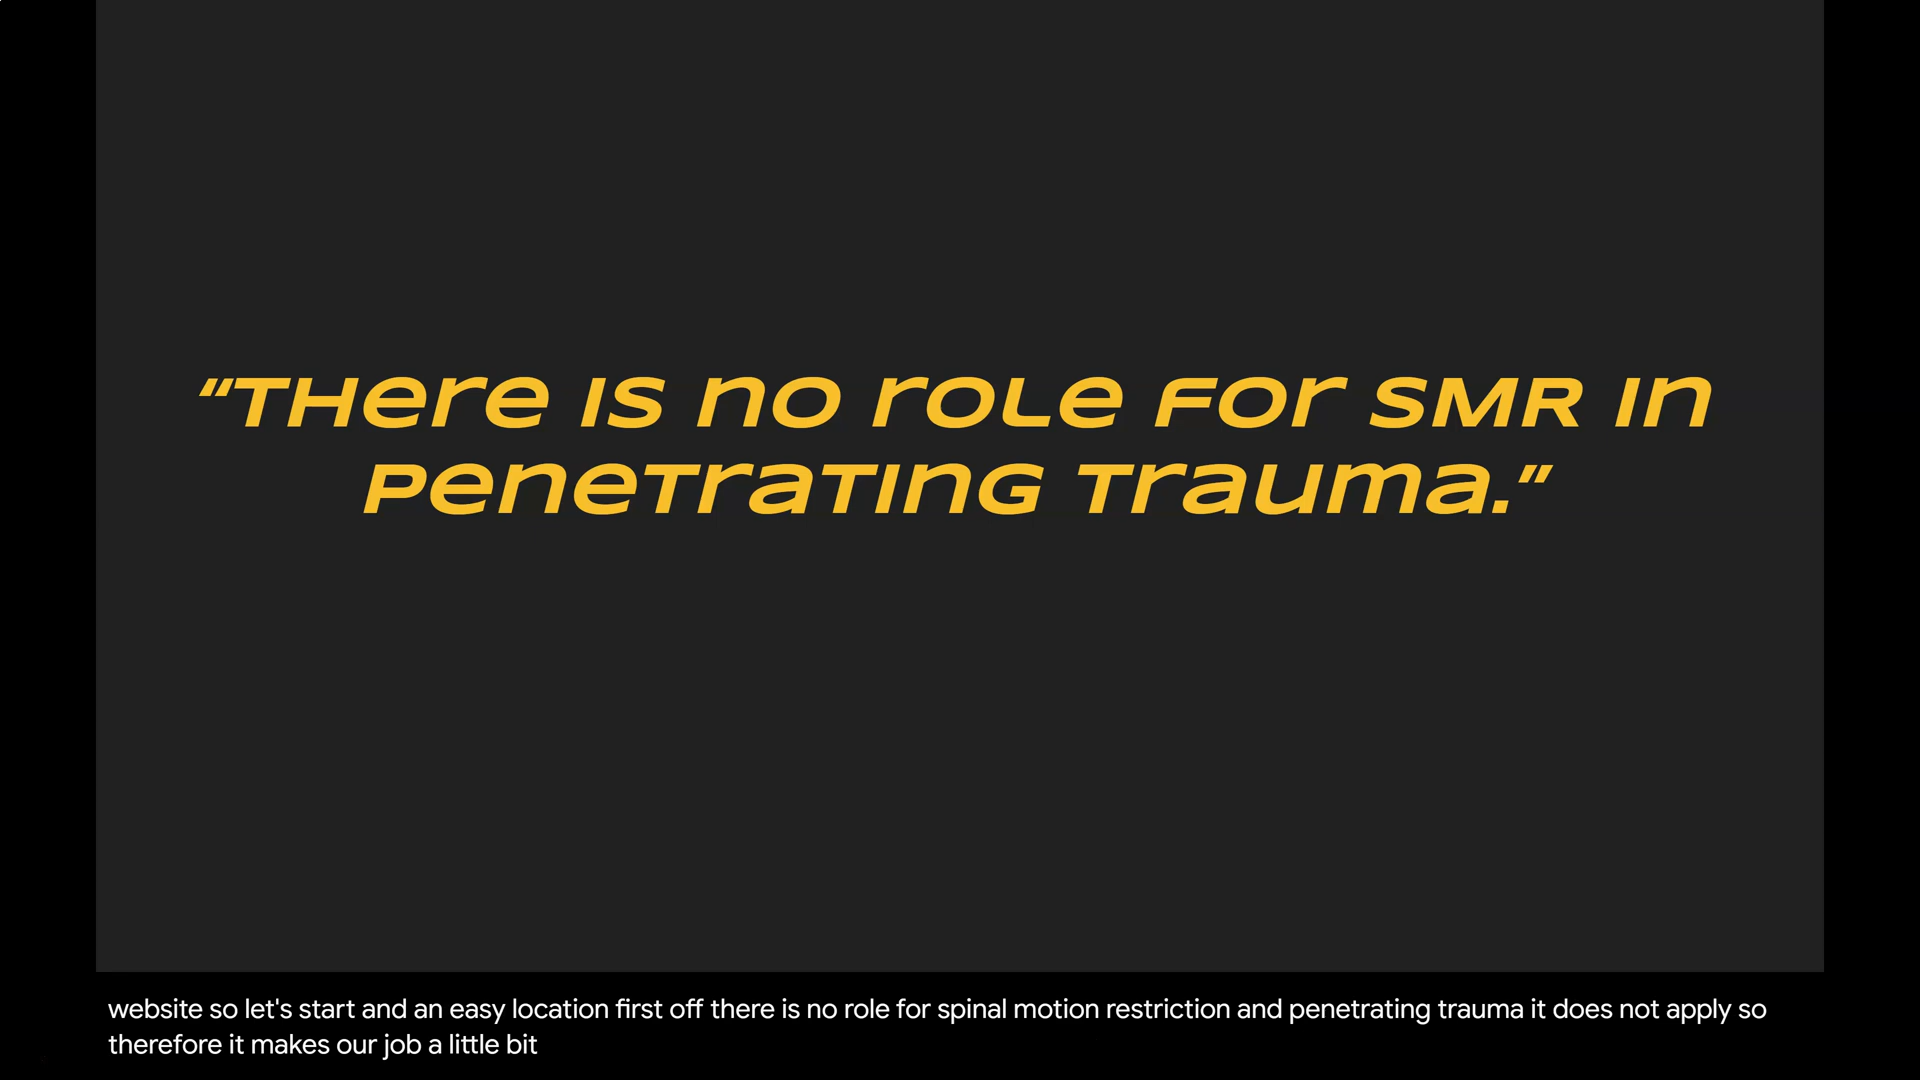 “There is no role for SMR in
penetrating trauma.”
website so let's start and an easy location first off there is no role for spinal motion restriction and penetrating trauma it does not apply so
therefore it makes our job a little bit